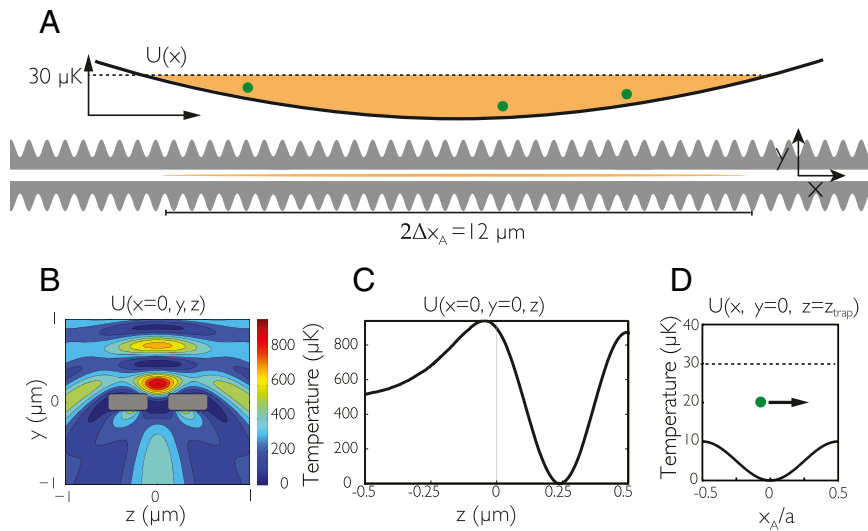 A
U(x)
30 µK
y
x
2Δx_A = 12 µm
B
C
D
U(x=0, y, z)
U(x=0, y=0, z)
U(x, y=0, z=z_trap)
1
0
−1
y (µm)
−1
0
1
z (µm)
800
600
400
200
0
Temperature (µK)
800
600
400
200
0
-0.5
-0.25
0
0.25
0.5
z (µm)
Temperature (µK)
40
30
20
10
0
-0.5
0
0.5
x_A/a